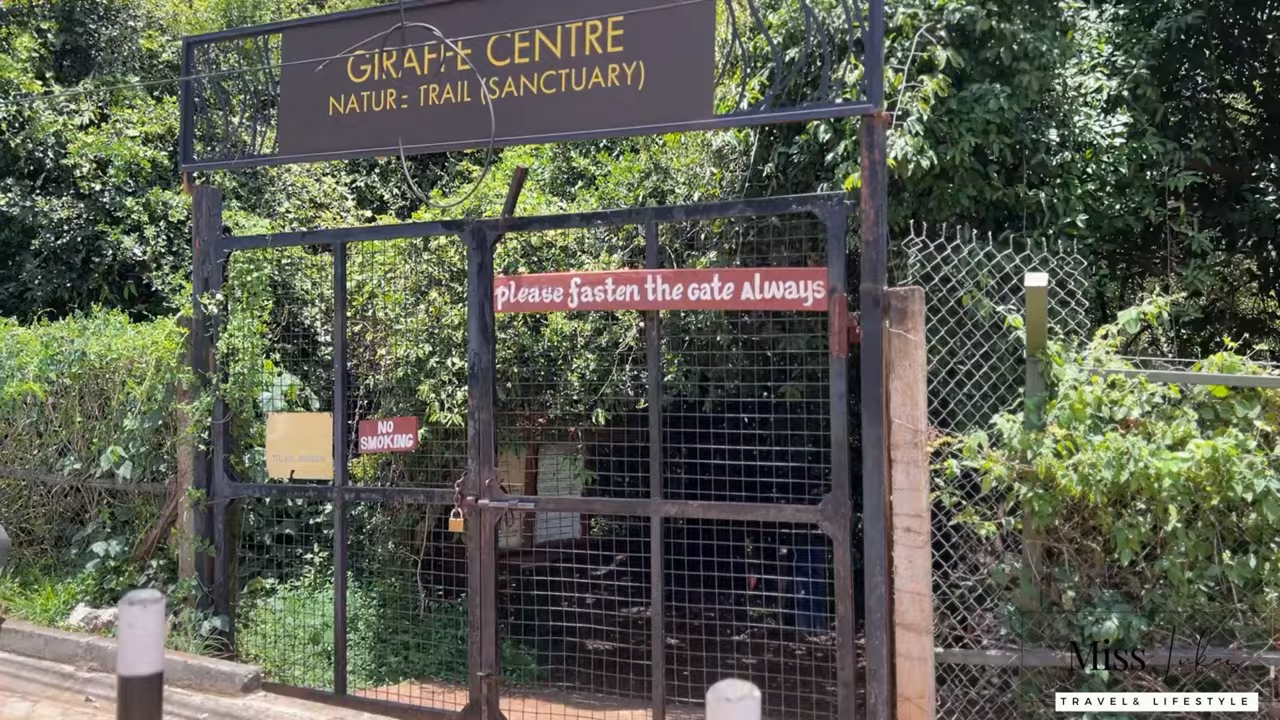 GIRAFFE CENTRE
NATURE TRAIL (SANCTUARY)
please fasten the Gate Always
NO
SMOKING
Miss
TRAVEL& LIFESTYLE